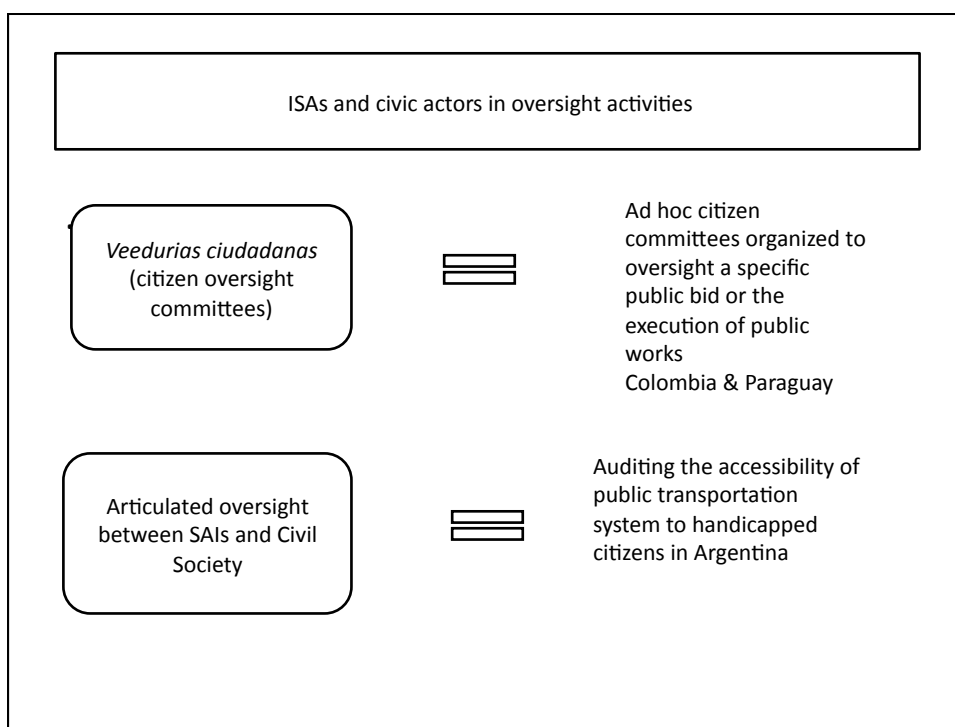 ISAs and civic actors in oversight activities
Veedurias ciudadanas
(citizen oversight
committees)
Ad hoc citizen
committees organized to
oversight a specific
public bid or the
execution of public
works
Colombia & Paraguay
Articulated oversight
between SAIs and Civil
Society
Auditing the accessibility of
public transportation
system to handicapped
citizens in Argentina